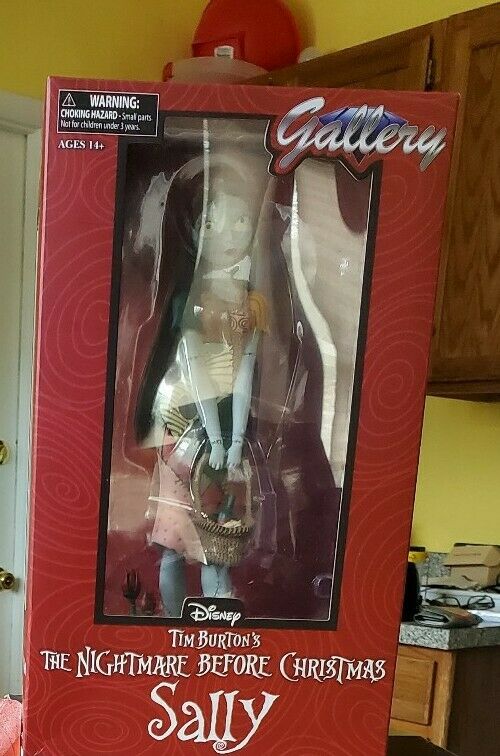 WARNING:
CHOKING HAZARD - Small parts
Not for children under 3 years.
AGES 14+
Gallery
Disney
TIM BURTON'S
THE NIGHTMARE BEFORE CHRISTMAS
Sally